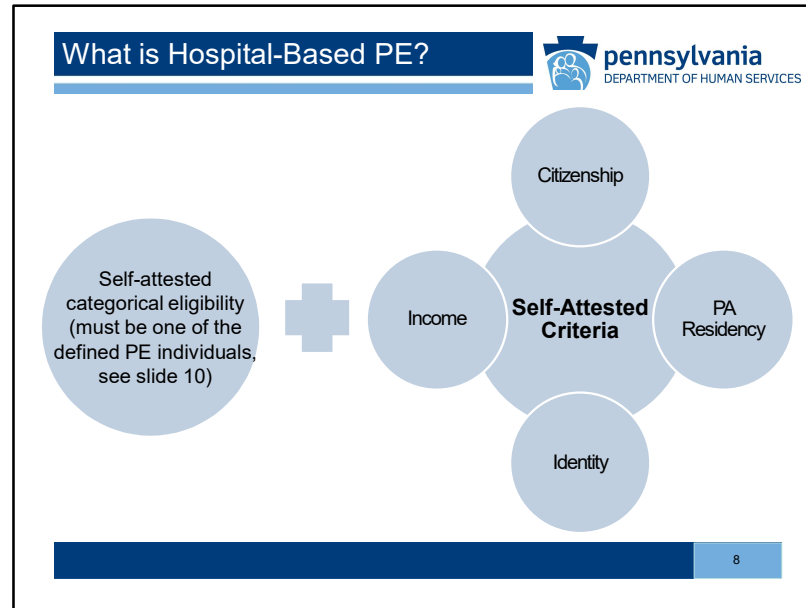 What is Hospital-Based PE?
pennsylvania
DEPARTMENT OF HUMAN SERVICES
Self-attested
categorical eligibility
(must be one of the
defined PE individuals,
see slide 10)
Citizenship
Income
Self-Attested
Criteria
PA
Residency
Identity
8